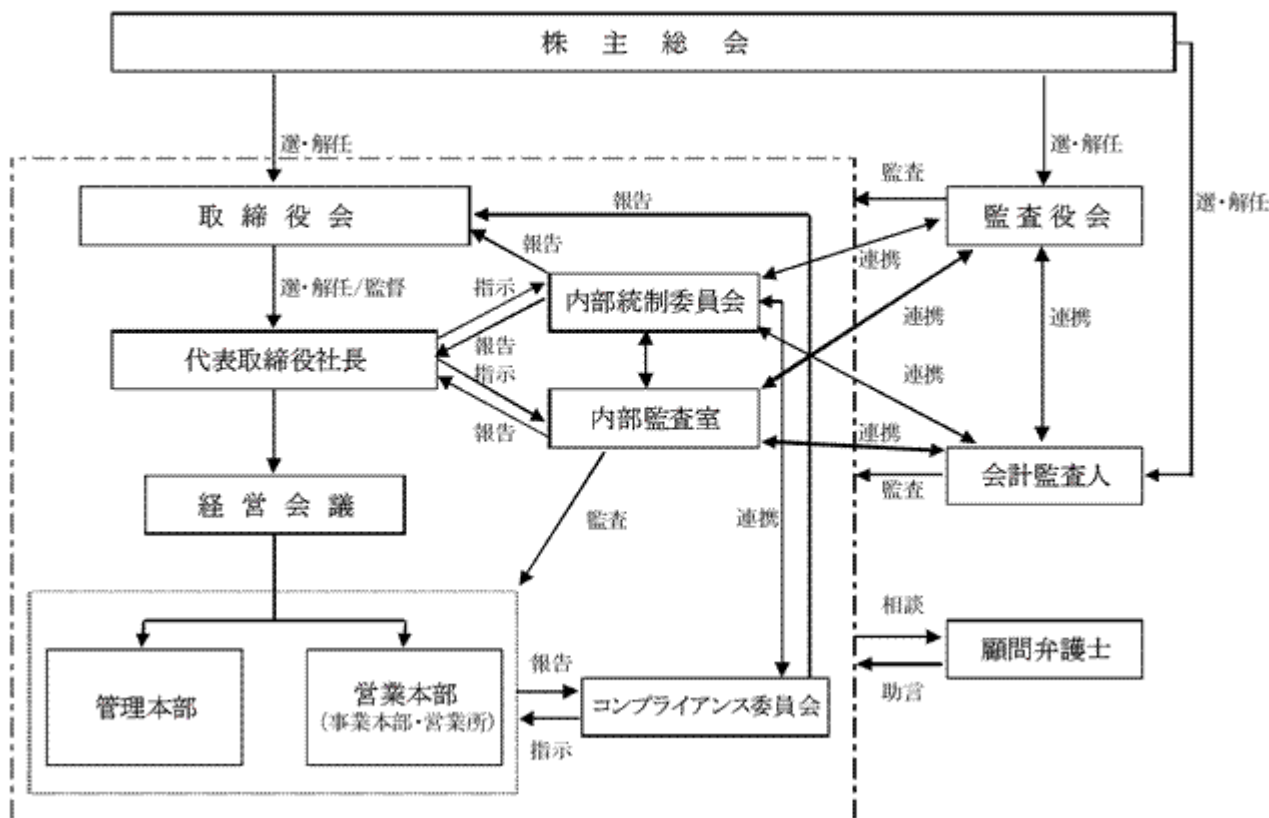 株主総会
選・解任
選・解任
選・解任
監査
取締役会
報告
監査役会
報告
連携
選・解任/監督
指示
内部統制委員会
連携
連携
代表取締役社長
報告
指示
連携
内部監査室
報告
連携
会計監査人
監査
経営会議
監査
連携
相談
顧問弁護士
助言
報告
管理本部
営業本部
(事業本部・営業所)
コンプライアンス委員会
指示